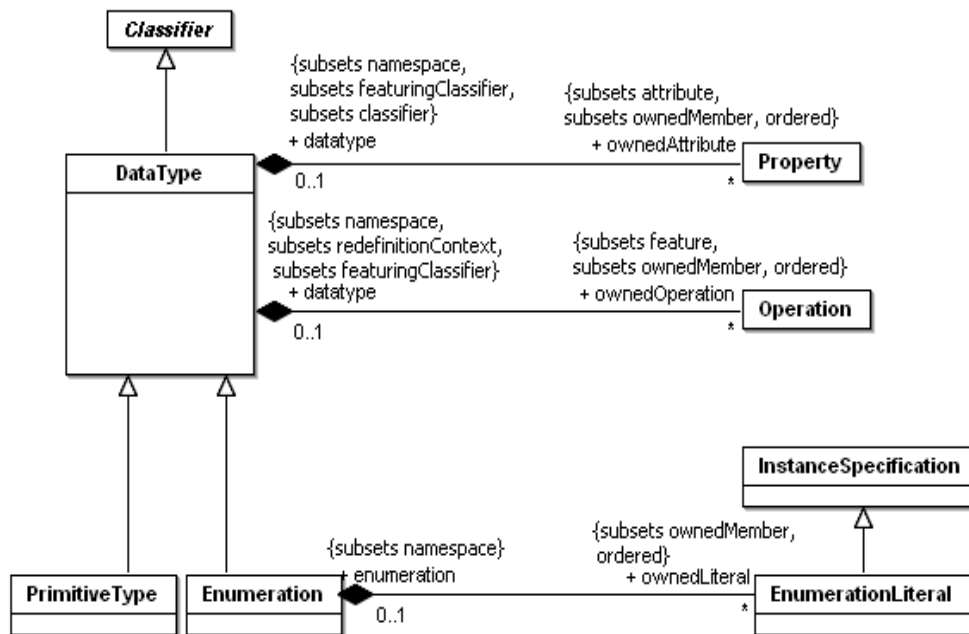 Classifier
{subsets namespace,
subsets featuringClassifier,
subsets classifier}
+ datatype
0..1
{subsets attribute,
subsets ownedMember, ordered}
+ ownedAttribute
*
Property
DataType
{subsets namespace,
subsets redefinitionContext,
subsets featuringClassifier}
+ datatype
0..1
{subsets feature,
subsets ownedMember, ordered}
+ ownedOperation
*
Operation
InstanceSpecification
{subsets namespace}
+ enumeration
0..1
{subsets ownedMember,
ordered}
+ ownedLiteral
*
PrimitiveType
Enumeration
EnumerationLiteral